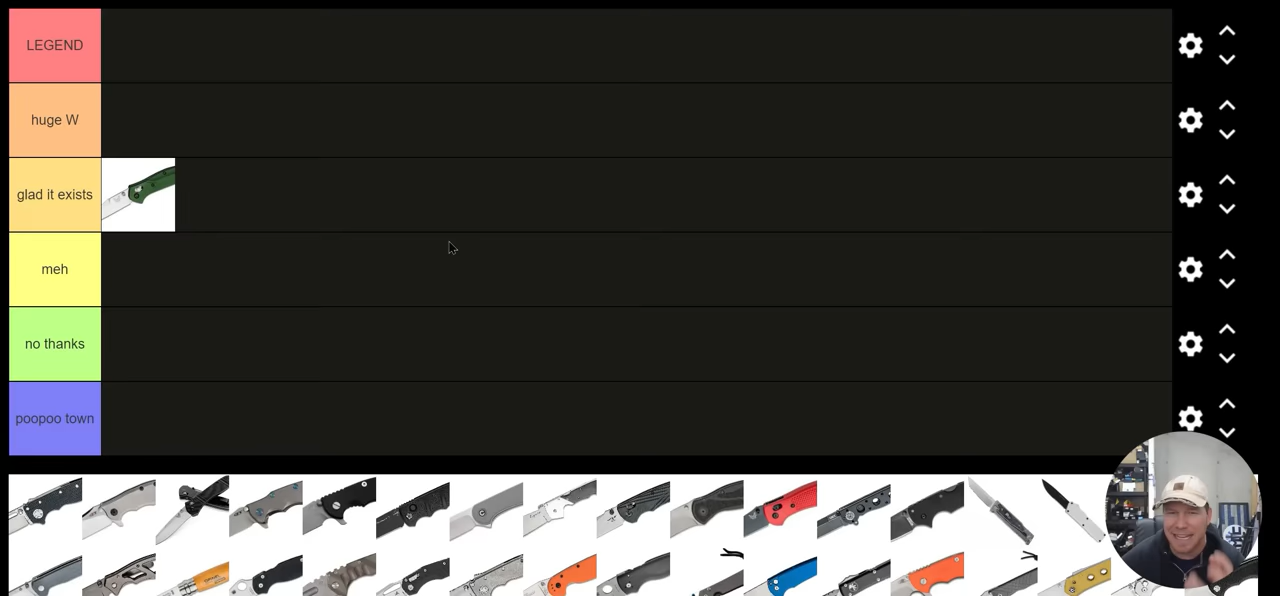 LEGEND
huge W
glad it exists
meh
no thanks
poopoo town